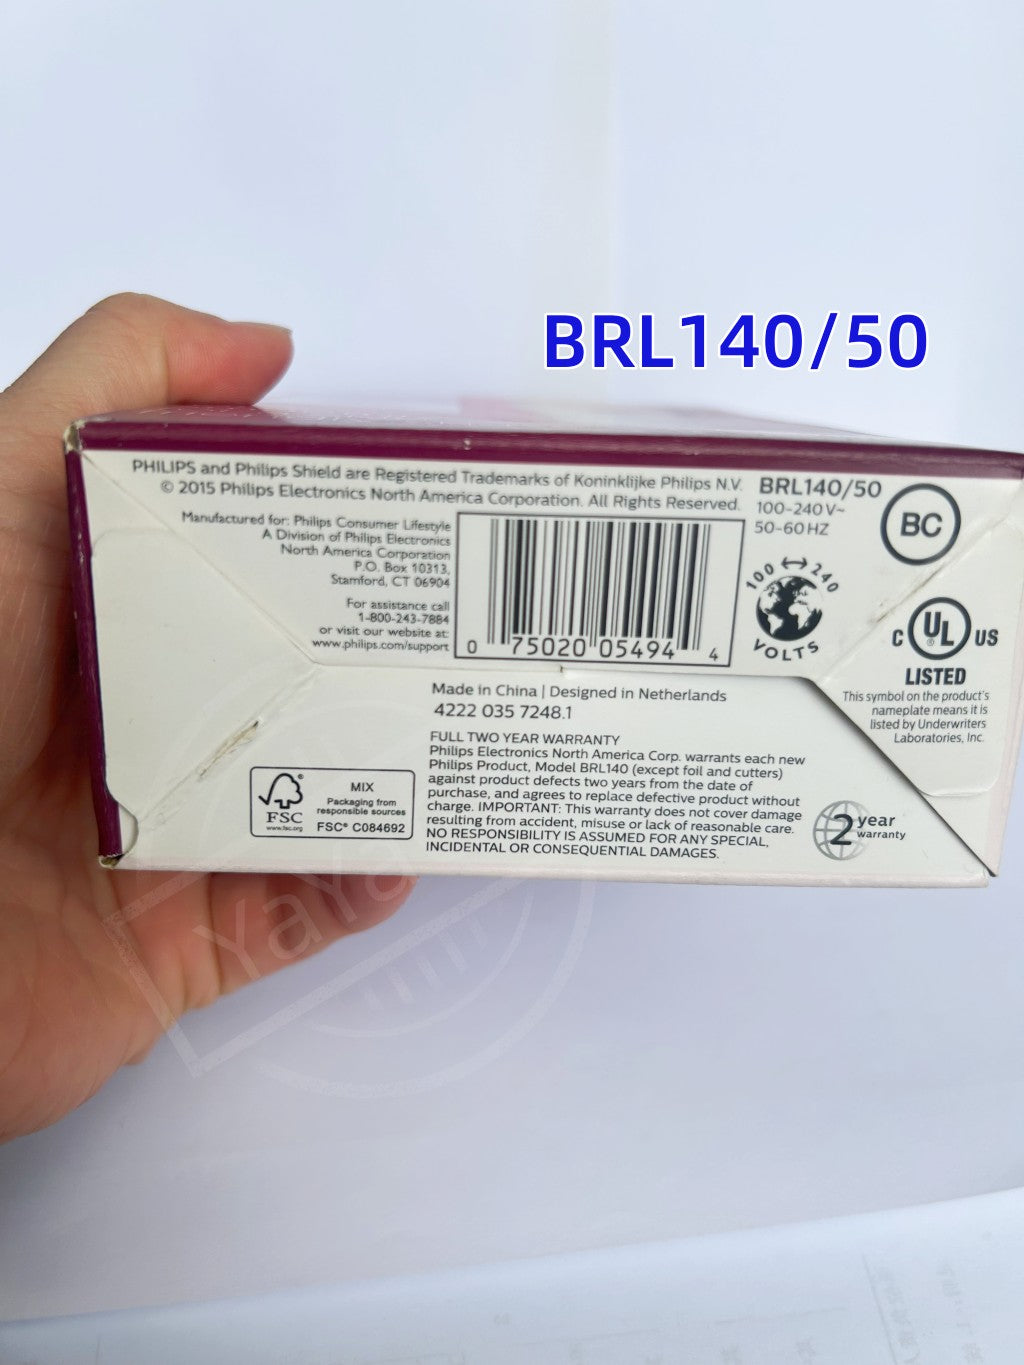 BRL140/50
PHILIPS and Philips Shield are Registered Trademarks of Koninklijke Philips N.V.
© 2015 Philips Electronics North America Corporation. All Rights Reserved.
Manufactured for: Philips Consumer Lifestyle
A Division of Philips Electronics
North America Corporation
P.O. Box 10313,
Stamford, CT 06904
For assistance call
1-800-243-7884
or visit our website at:
www.philips.com/support
0 75020 05494 4
BRL140/50
100-240V~
50-60HZ
BC
100 ↔ 240
VOLTS
C UL ® US
LISTED
This symbol on the product's
nameplate means it is
listed by Underwriters
Laboratories, Inc.
Made in China | Designed in Netherlands
4222 035 7248.1
FULL TWO YEAR WARRANTY
Philips Electronics North America Corp. warrants each new
Philips Product, Model BRL140 (except foil and cutters)
against product defects two years from the date of
purchase, and agrees to replace defective product without
charge. IMPORTANT: This warranty does not cover damage
resulting from accident, misuse or lack of reasonable care.
NO RESPONSIBILITY IS ASSUMED FOR ANY SPECIAL,
INCIDENTAL OR CONSEQUENTIAL DAMAGES.
FSC
www.fsc.org
MIX
Packaging from
responsible sources
FSC® C084692
2 year
warranty